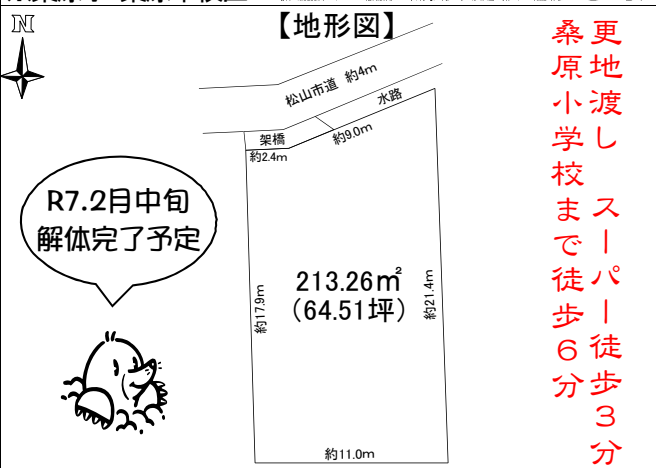 【地形図】
N
松山市道 約4m
水路
架橋
約2.4m
約9.0m
R7.2月中旬
解体完了予定
213.26㎡
（64.51坪）
約17.9m
約21.4m
約11.0m
更地渡し スーパー徒歩3分
桑原小学校まで徒歩6分